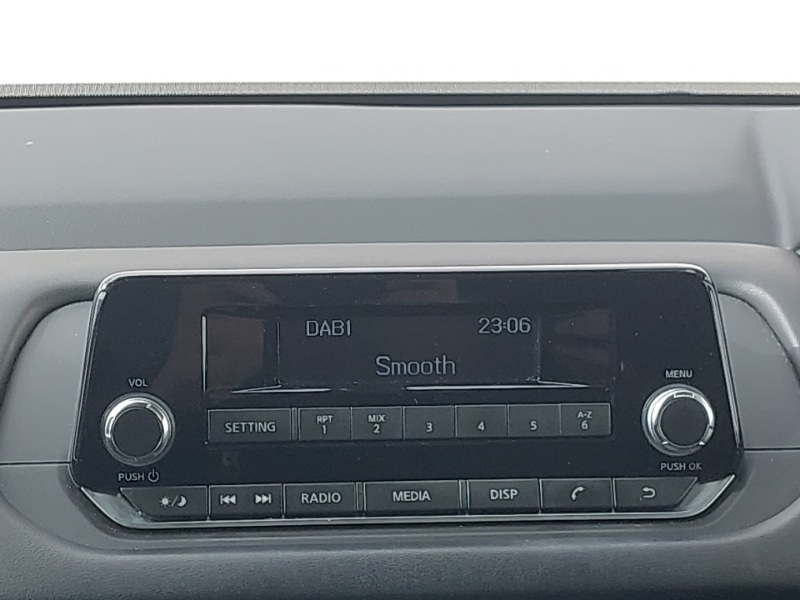 DAB1 23:06
Smooth
VOL
MENU
SETTING RPT 1 MIX 2 3 4 5 A-Z 6
PUSH
PUSH OK
RADIO MEDIA DISP